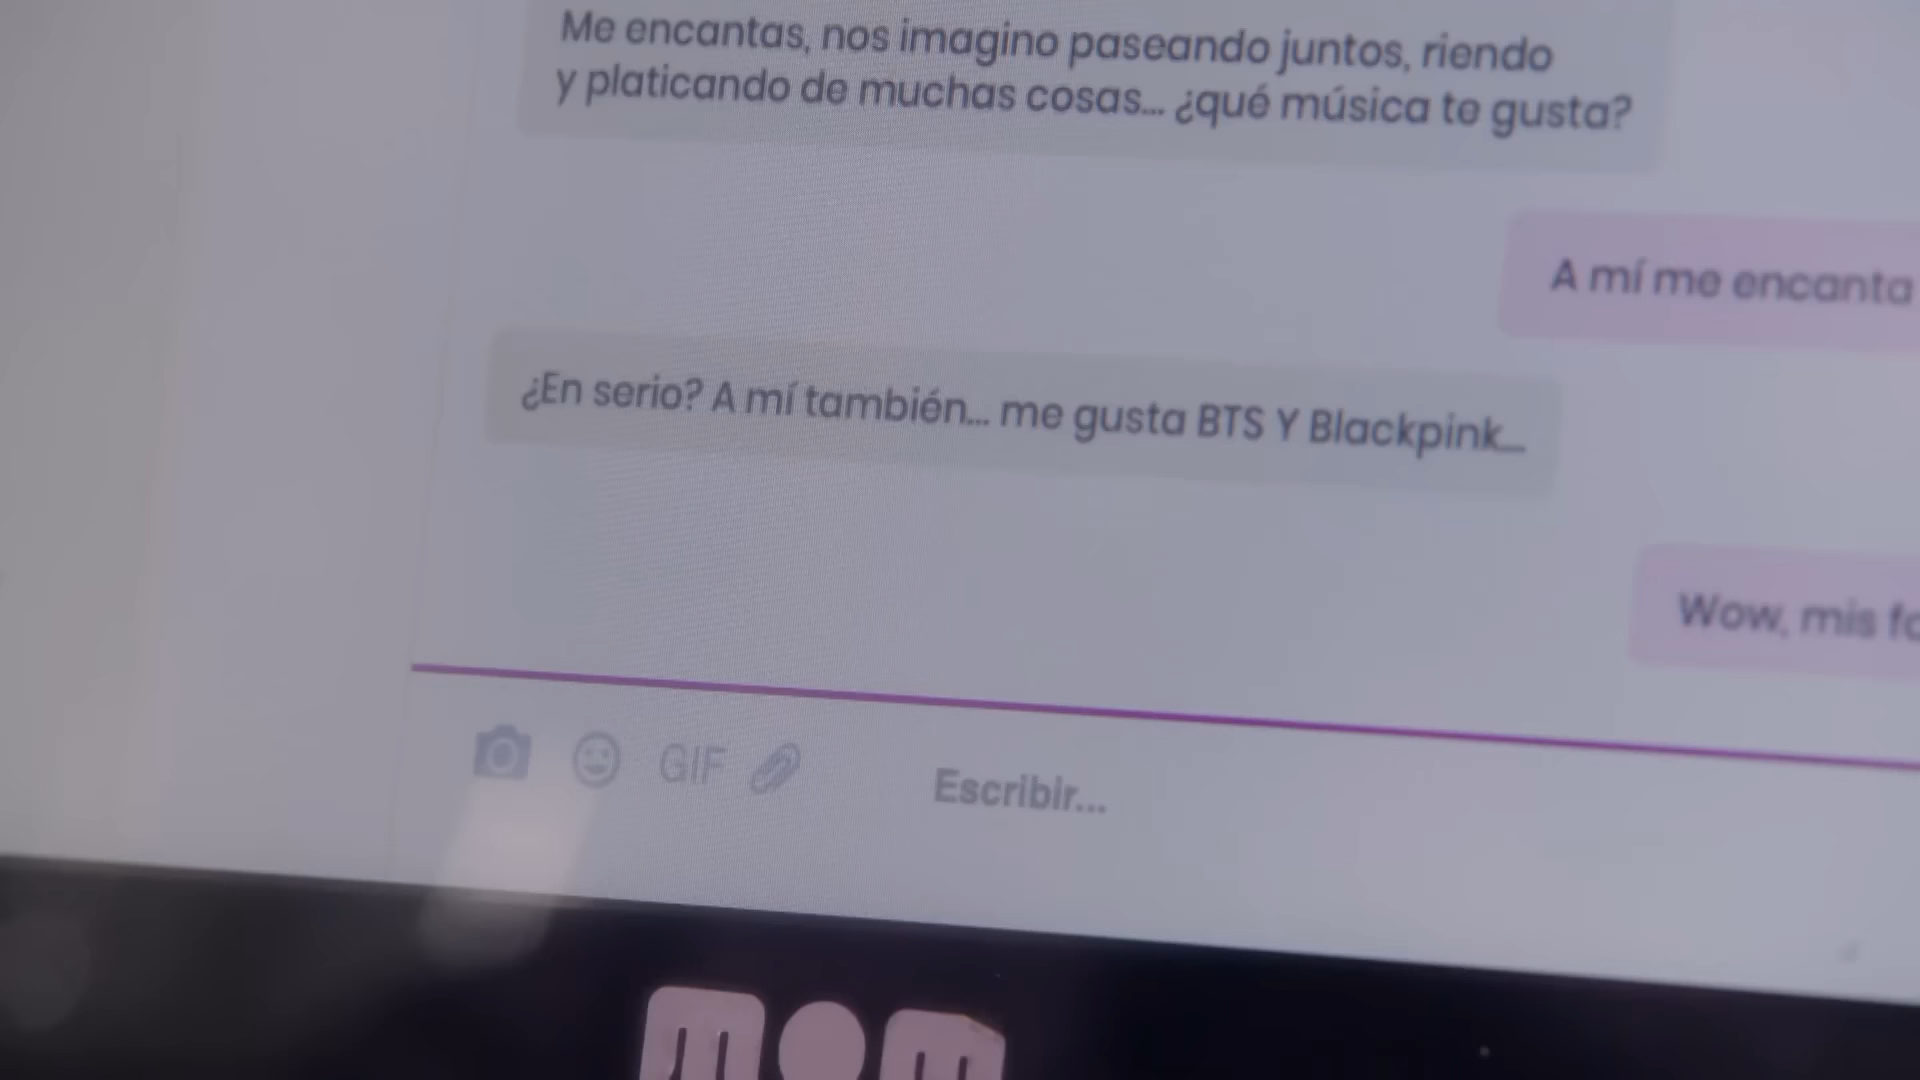 Me encantas, nos imagino paseando juntos, riendo
y platicando de muchas cosas... ¿qué música te gusta?
A mí me encanta
¿En serio? A mí también... me gusta BTS Y Blackpink...
Wow, mis
GIF
Escribir...